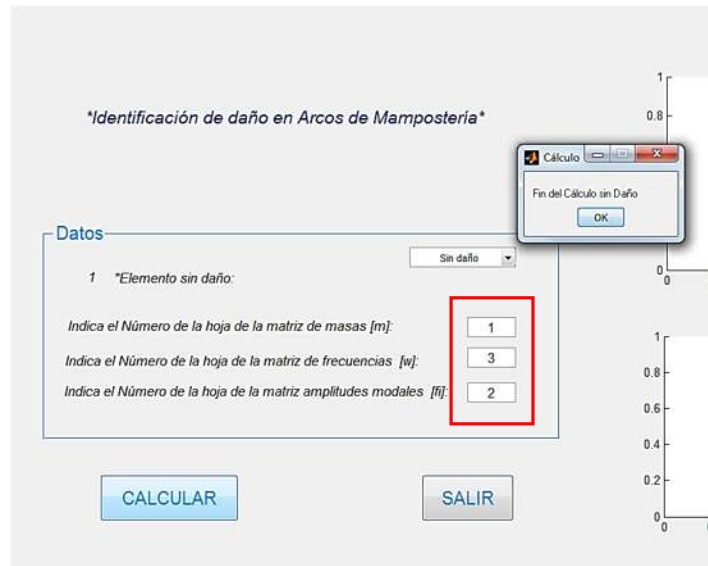 *Identificación de daño en Arcos de Mampostería*
1
0.8
0
0
Cálculo
Fin del Cálculo sin Daño
OK
Datos
Sin daño
1 *Elemento sin daño:
Indica el Número de la hoja de la matriz de masas [m]: 1
Indica el Número de la hoja de la matriz de frecuencias [w]: 3
Indica el Número de la hoja de la matriz amplitudes modales [fi]: 2
1
0.8
0.6
0.4
0.2
0
0
CALCULAR
SALIR